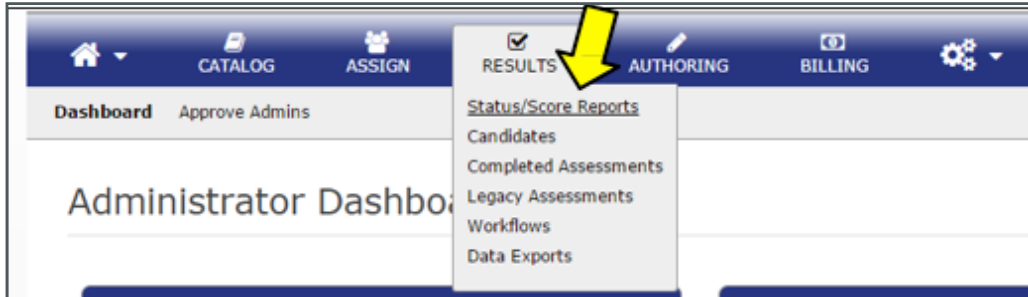 CATALOG ASSIGN RESULTS AUTHORING BILLING
Dashboard Approve Admins
Status/Score Reports
Candidates
Completed Assessments
Legacy Assessments
Workflows
Data Exports
Administrator Dashboa